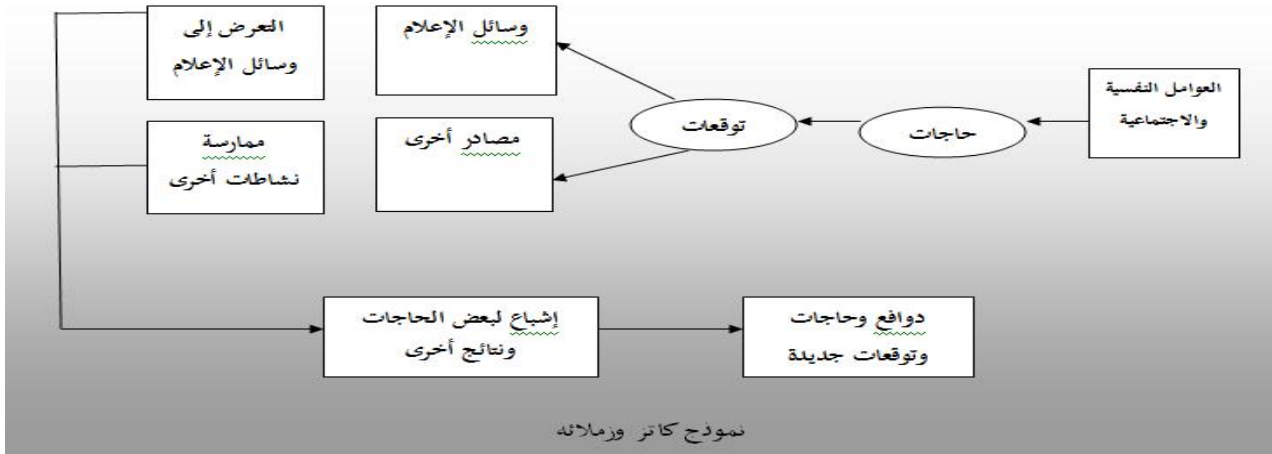 العوامل النفسية
والاجتماعية
حاجات
توقعات
وسائل الإعلام
مصادر أخرى
التعرض إلى
وسائل الإعلام
ممارسة
نشاطات أخرى
إشباع لبعض الحاجات
ونتائج أخرى
دوافع وحاجات
وتوقعات جديدة
نموذج كاتز وزملائه